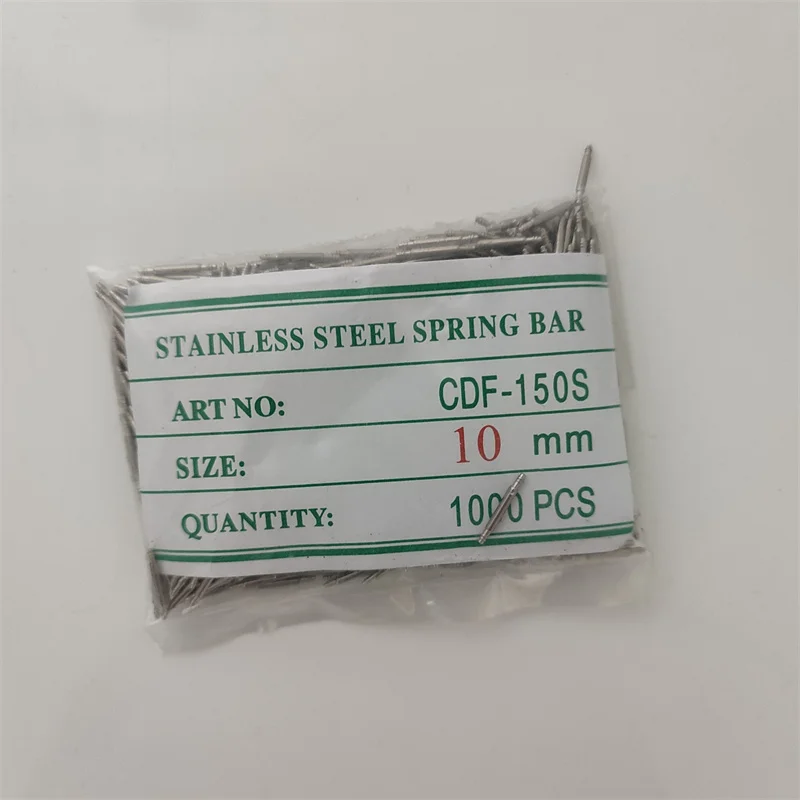 STAINLESS STEEL SPRING BAR
ART NO: CDF-150S
SIZE: 10 mm
QUANTITY: 1000 PCS